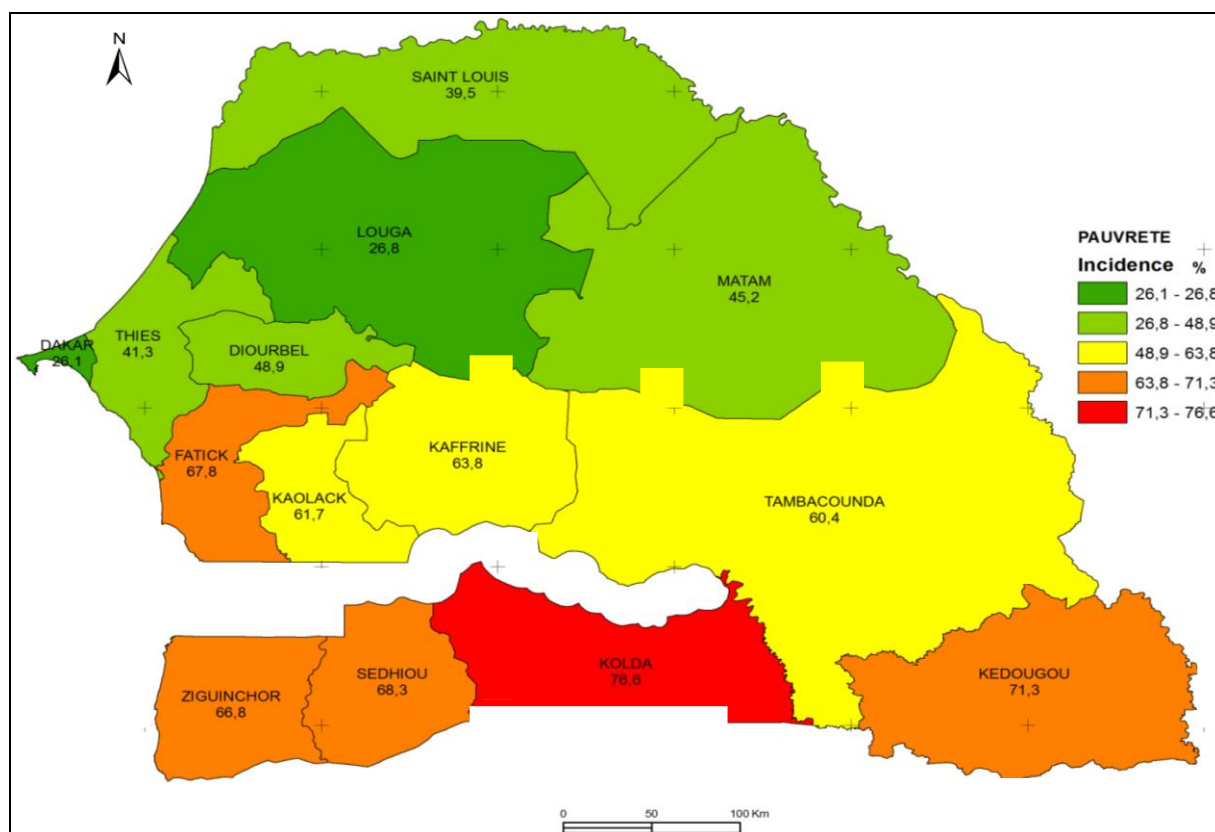 N
SAINT LOUIS
39,5
LOUGA
26,8
MATAM
45,2
THIES
41,3
DAKAR
26,1
DIOURBEL
48,9
FATICK
67,8
KAOLACK
61,7
KAFFRINE
63,8
TAMBACOUNDA
60,4
ZIGUINCHOR
66,8
SEDHIOU
68,3
KOLDA
76,6
KEDOUGOU
71,3
PAUVRETE
Incidence %
26,1 - 26,8
26,8 - 48,9
48,9 - 63,8
63,8 - 71,3
71,3 - 76,6
0 50 100 Km